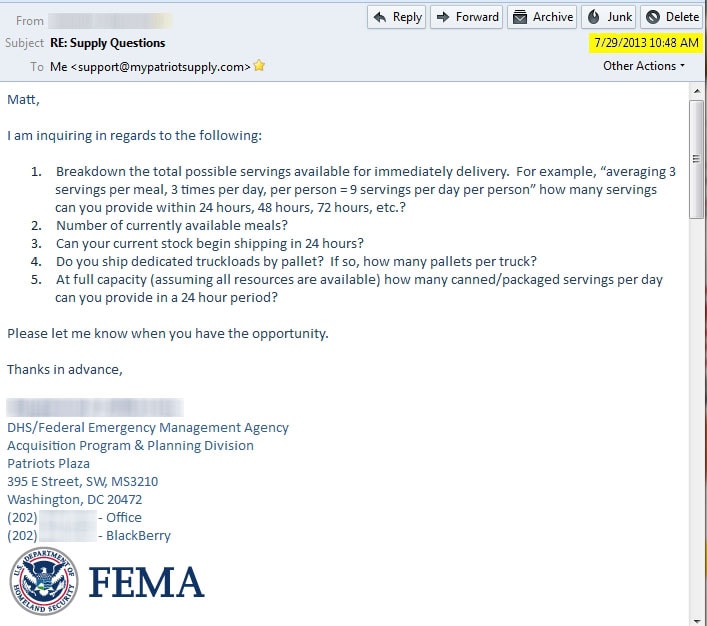 From
Reply
Forward
Archive
Junk
Delete
Subject RE: Supply Questions
7/29/2013 10:48 AM
To Me <support@mypatriotsupply.com>
Other Actions
Matt,
I am inquiring in regards to the following:
1. Breakdown the total possible servings available for immediately delivery. For example, “averaging 3
servings per meal, 3 times per day, per person = 9 servings per day per person” how many servings
can you provide within 24 hours, 48 hours, 72 hours, etc.?
2. Number of currently available meals?
3. Can your current stock begin shipping in 24 hours?
4. Do you ship dedicated truckloads by pallet? If so, how many pallets per truck?
5. At full capacity (assuming all resources are available) how many canned/packaged servings per day
can you provide in a 24 hour period?
Please let me know when you have the opportunity.
Thanks in advance,
DHS/Federal Emergency Management Agency
Acquisition Program & Planning Division
Patriots Plaza
395 E Street, SW, MS3210
Washington, DC 20472
(202) - Office
(202) - BlackBerry
U.S. DEPARTMENT OF
HOMELAND SECURITY
FEMA